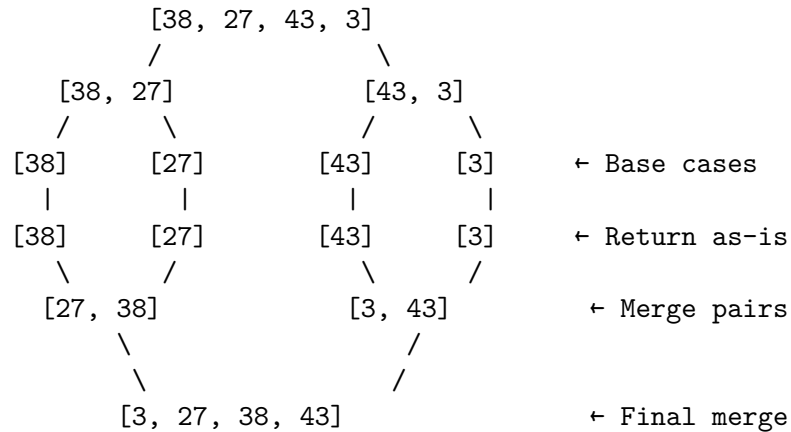 [38, 27, 43, 3]
[38, 27] [43, 3]
[38] [27] [43] [3] ← Base cases
[38] [27] [43] [3] ← Return as-is
[27, 38] [3, 43] ← Merge pairs
[3, 27, 38, 43] ← Final merge